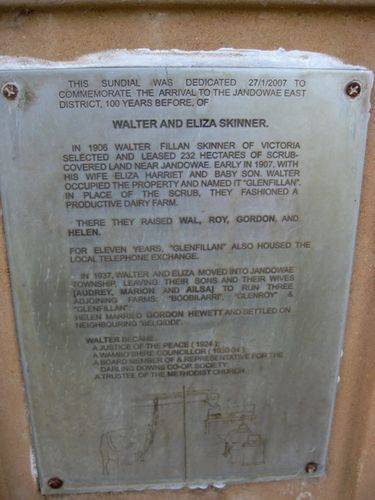 THIS SUNDIAL WAS DEDICATED 27/1/2007 TO
COMMEMORATE THE ARRIVAL TO THE JANDOWAE EAST
DISTRICT, 100 YEARS BEFORE, OF
WALTER AND ELIZA SKINNER.
IN 1906 WALTER FILLAN SKINNER OF VICTORIA
SELECTED AND LEASED 232 HECTARES OF SCRUB-
COVERED LAND NEAR JANDOWAE. EARLY IN 1907, WITH
HIS WIFE ELIZA HARRIET AND BABY SON. WALTER
OCCUPIED THE PROPERTY AND NAMED IT "GLENFILLAN".
IN PLACE OF THE SCRUB, THEY FASHIONED A
PRODUCTIVE DAIRY FARM.
THERE THEY RAISED WAL, ROY, GORDON, AND
HELEN.
FOR ELEVEN YEARS, "GLENFILLAN" ALSO HOUSED THE
LOCAL TELEPHONE EXCHANGE.
IN 1937, WALTER AND ELIZA MOVED INTO JANDOWAE
TOWNSHIP, LEAVING THEIR SONS AND THEIR WIVES
(AUDREY, MARION AND AILSA) TO RUN THREE
ADJOINING FARMS: "BOOBILARRI", "GLENROY" &
"GLENFILLAN".
HELEN MARRIED GORDON HEWETT AND SETTLED ON
NEIGHBOURING
WALTER BECAME:
A JUSTICE OF THE PEACE (1924);
A WAMBO SHIRE COUNCILLOR (1930-34);
A BOARD MEMBER OF & REPRESENTATIVE FOR THE
DARLING DOWNS CO-OP. SOCIETY;
A TRUSTEE OF THE METHODIST CHURCH.